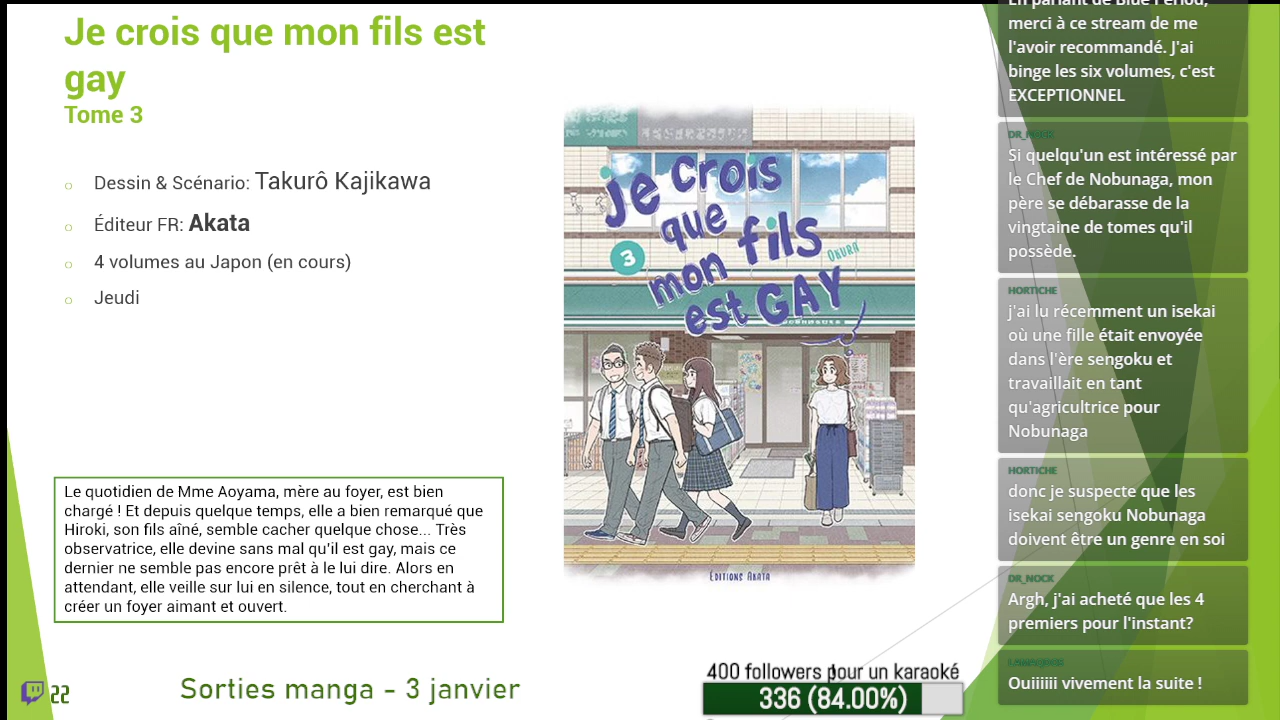 Je crois que mon fils est
gay
Tome 3
Dessin & Scénario: Takurô Kajikawa
Éditeur FR: Akata
4 volumes au Japon (en cours)
Jeudi
Le quotidien de Mme Aoyama, mère au foyer, est bien
chargé ! Et depuis quelque temps, elle a bien remarqué que
Hiroki, son fils aîné, semble cacher quelque chose... Très
observatrice, elle devine sans mal qu'il est gay, mais ce
dernier ne semble pas encore prêt à le lui dire. Alors en
attendant, elle veille sur lui en silence, tout en cherchant à
créer un foyer aimant et ouvert.
je crois
que
mon fils
est GAY
3
OKURA
ÉDITIONS AKATA
22
Sorties manga - 3 janvier
400 followers pour un karaoké
336 (84.00%)
En parlant de Blue Period,
merci à ce stream de me
l'avoir recommandé. J'ai
binge les six volumes, c'est
EXCEPTIONNEL
DR_NOCK
Si quelqu'un est intéressé par
le Chef de Nobunaga, mon
père se débarasse de la
vingtaine de tomes qu'il
possède.
HORTICHE
j'ai lu récemment un isekai
où une fille était envoyée
dans l'ère sengoku et
travaillait en tant
qu'agricultrice pour
Nobunaga
HORTICHE
donc je suspecte que les
isekai sengoku Nobunaga
doivent être un genre en soi
DR_NOCK
Argh, j'ai acheté que les 4
premiers pour l'instant?
Ouiiiiii vivement la suite !